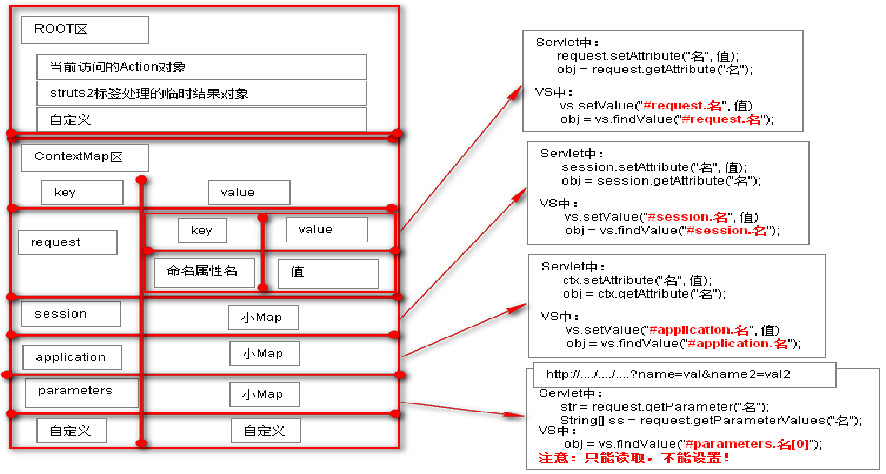 ROOT区
当前访问的Action对象
struts2标签处理的临时结果对象
自定义
ContextMap区
key
value
request
key
value
命名属性名
值
session
小Map
application
小Map
parameters
小Map
自定义
自定义
Servlet中：
request.setAttribute("名", 值);
obj = request.getAttribute("名");
VS中：
vs.setValue("#request.名", 值)
obj = vs.findValue("#request.名");
Servlet中：
session.setAttribute("名", 值);
obj = session.getAttribute("名");
VS中：
vs.setValue("#session.名", 值)
obj = vs.findValue("#session.名");
Servlet中：
ctx.setAttribute("名", 值);
obj = ctx.getAttribute("名");
VS中：
vs.setValue("#application.名", 值)
obj = vs.findValue("#application.名");
http://..../..../....?name=val&name2=val2
Servlet中：
str = request.getParameter("名");
String[] ss = request.getParameterValues("名");
VS中：
obj = vs.findValue("#parameters.名[0]");
注意：只能读取，不能设置！